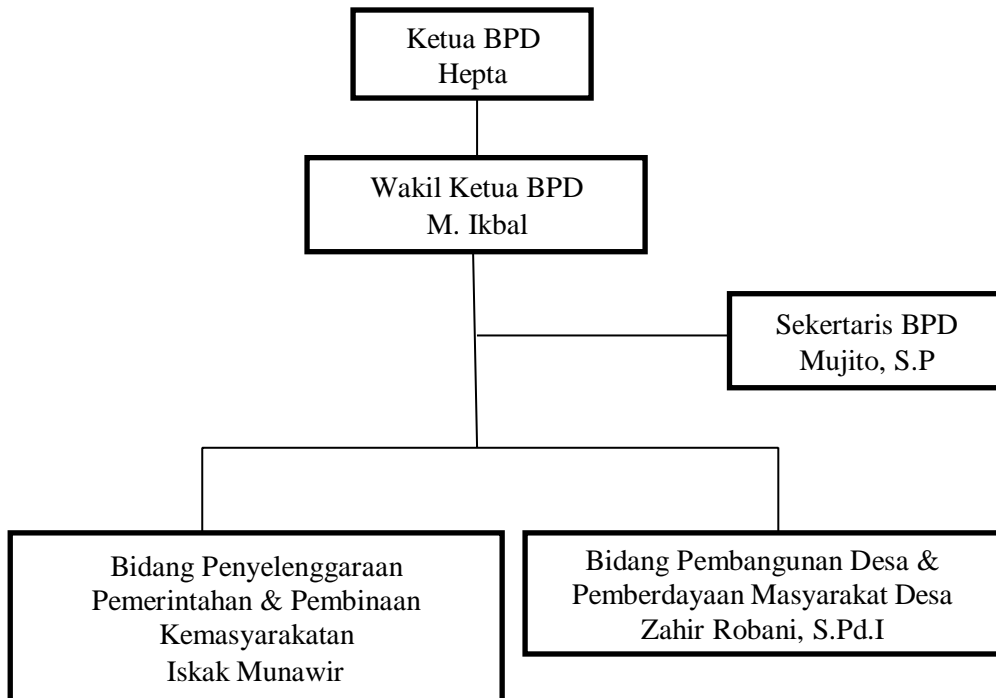 Ketua BPD
Hepta
Wakil Ketua BPD
M. Ikbal
Sekertaris BPD
Mujito, S.P
Bidang Penyelenggaraan
Pemerintahan & Pembinaan
Kemasyarakatan
Iskak Munawir
Bidang Pembangunan Desa &
Pemberdayaan Masyarakat Desa
Zahir Robani, S.Pd.I